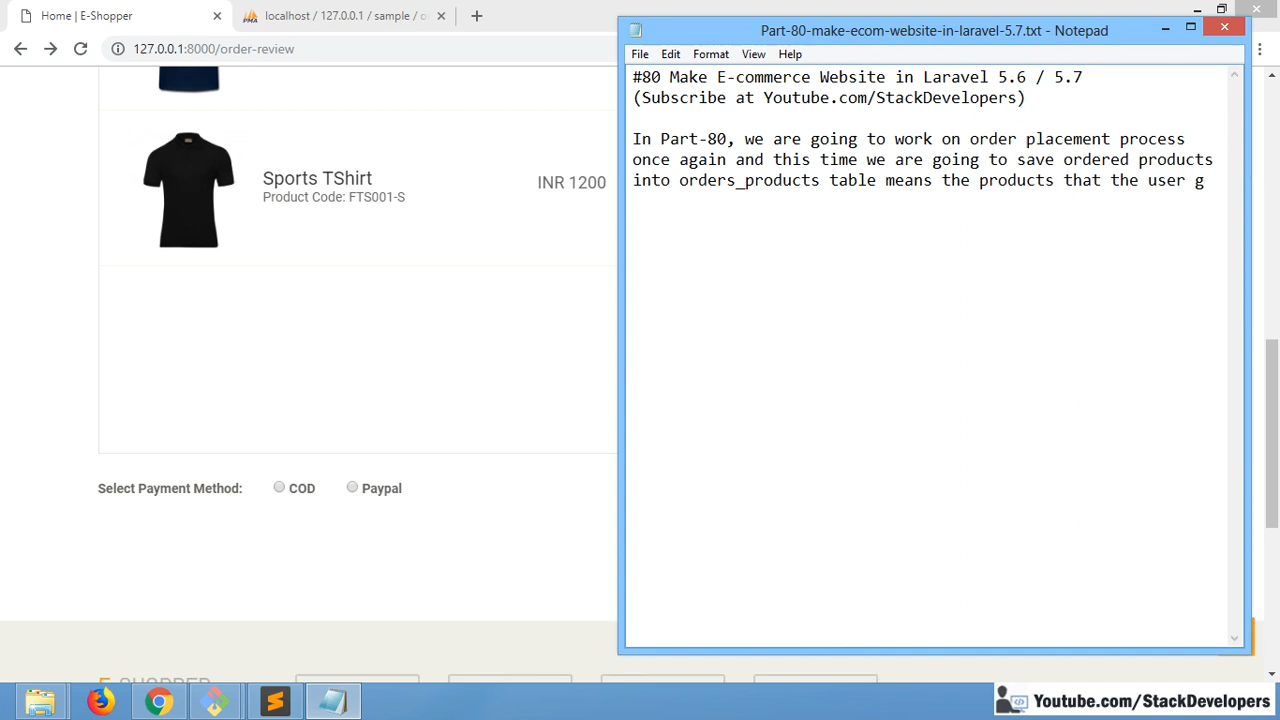 Home | E-Shopper
localhost / 127.0.0.1 / sample / o
127.0.0.1:8000/order-review
Sports TShirt
Product Code: FTS001-S
INR 1200
Select Payment Method:
COD
Paypal
Part-80-make-ecom-website-in-laravel-5.7.txt - Notepad
File Edit Format View Help
#80 Make E-commerce Website in Laravel 5.6 / 5.7
(Subscribe at Youtube.com/StackDevelopers)
In Part-80, we are going to work on order placement process
once again and this time we are going to save ordered products
into orders_products table means the products that the user g
Youtube.com/StackDevelopers